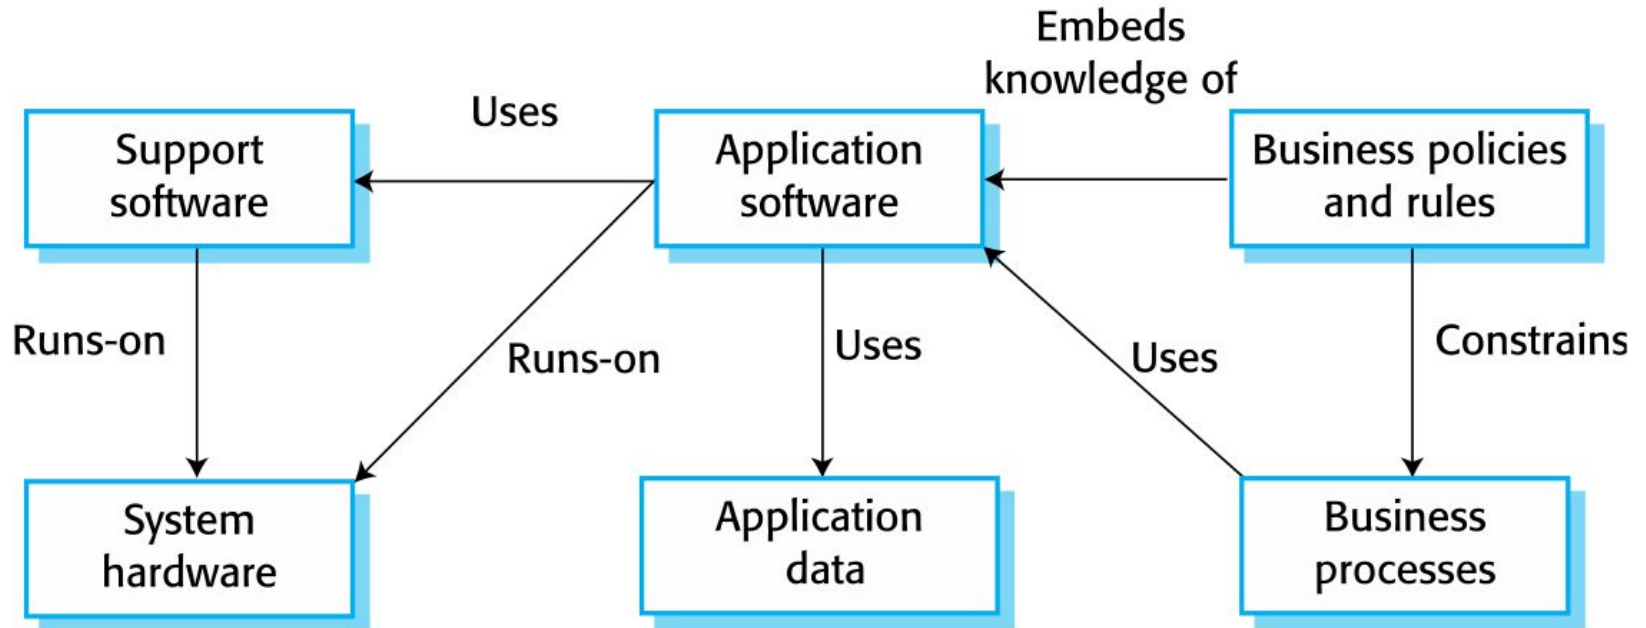 Embeds
knowledge of
Uses
Support
software
Application
software
Business policies
and rules
Runs-on
Runs-on
Uses
Uses
Constrains
System
hardware
Application
data
Business
processes